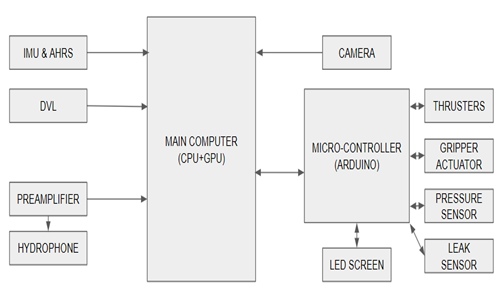 IMU & AHRS
DVL
PREAMPLIFIER
HYDROPHONE
MAIN COMPUTER
(CPU+GPU)
CAMERA
MICRO-CONTROLLER
(ARDUINO)
LED SCREEN
THRUSTERS
GRIPPER
ACTUATOR
PRESSURE
SENSOR
LEAK
SENSOR